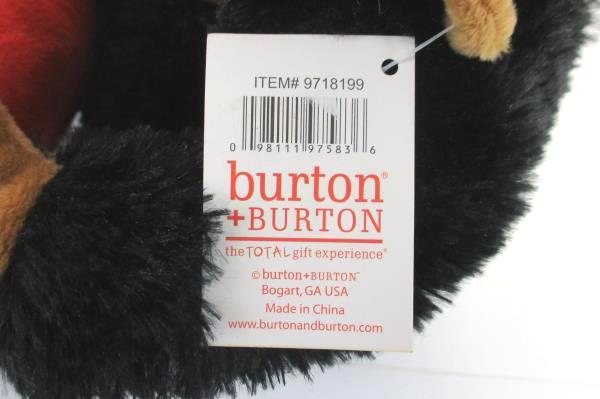 ITEM# 9718199
0 98111 97583 6
burton®
+BURTON
the TOTAL gift experience®
© burton+BURTON™
Bogart, GA USA
Made in China
www.burtonandburton.com